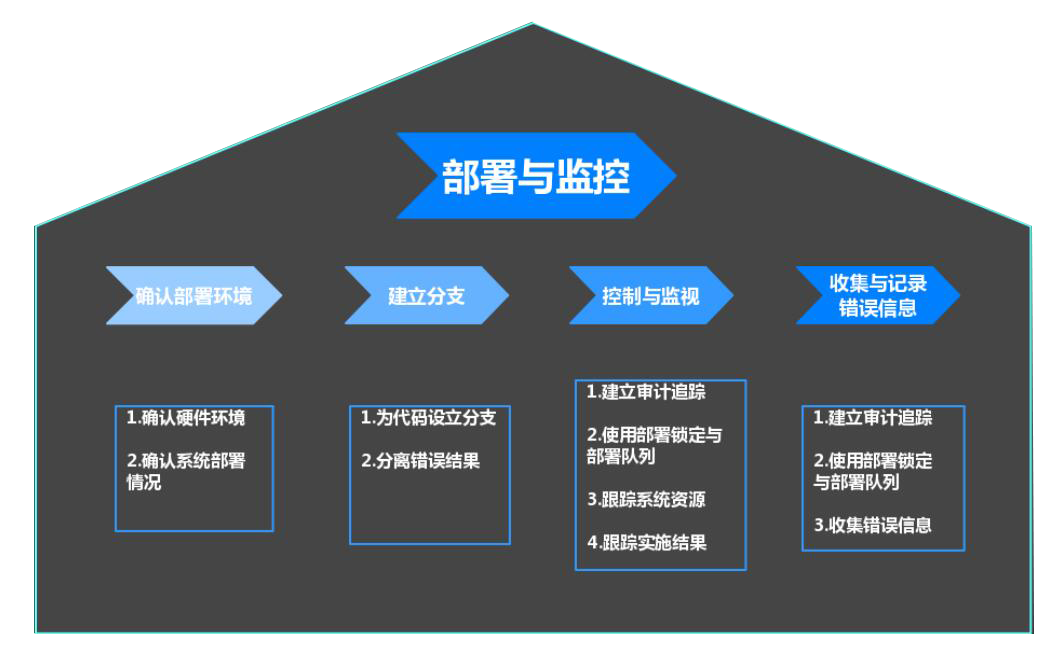 部署与监控
确认部署环境
建立分支
控制与监视
收集与记录
错误信息
1.确认硬件环境
2.确认系统部署
情况
1.为代码设立分支
2.分离错误结果
1.建立审计追踪
2.使用部署锁定与
部署队列
3.跟踪系统资源
4.跟踪实施结果
1.建立审计追踪
2.使用部署锁定
与部署队列
3.收集错误信息